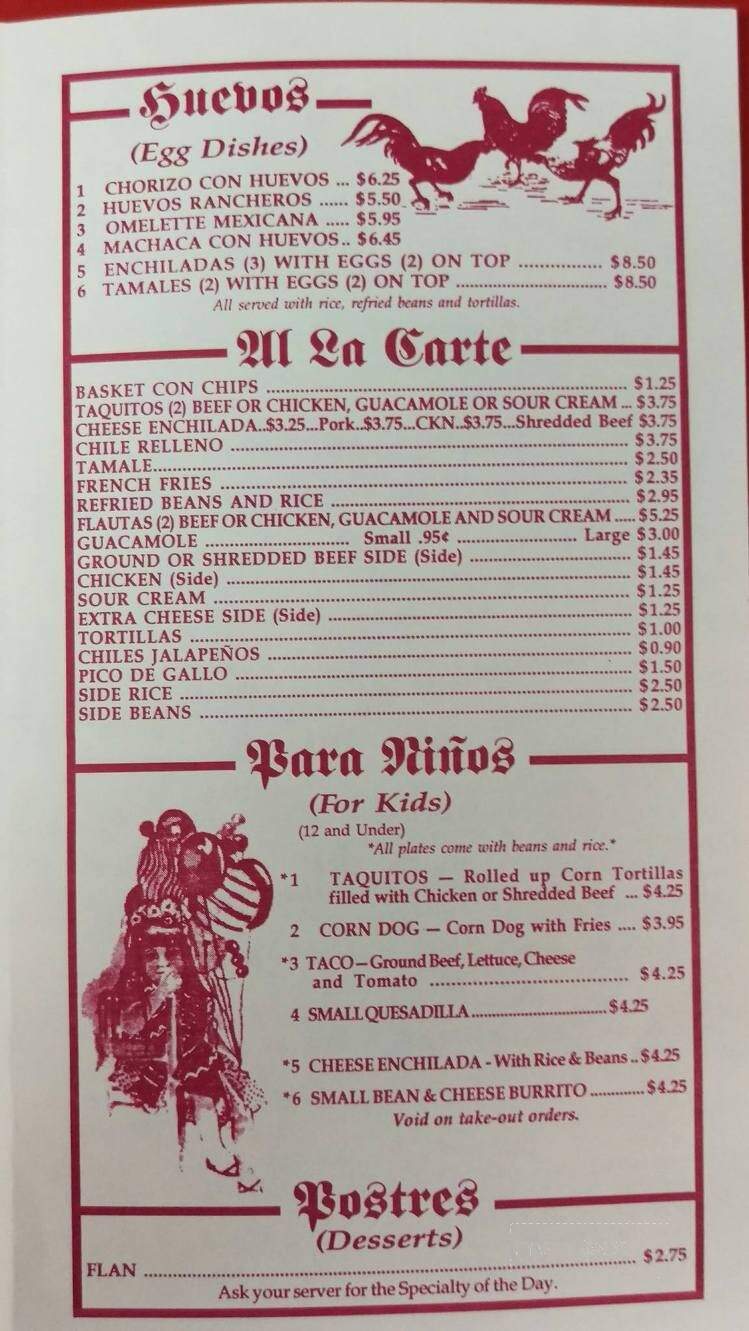 Huevos
(Egg Dishes)
1 CHORIZO CON HUEVOS ... $6.25
2 HUEVOS RANCHEROS ...... $5.50
3 OMELETTE MEXICANA ..... $5.95
4 MACHACA CON HUEVOS.. $6.45
5 ENCHILADAS (3) WITH EGGS (2) ON TOP ................ $8.50
6 TAMALES (2) WITH EGGS (2) ON TOP ............................. $8.50
All served with rice, refried beans and tortillas.
Al La Carte
BASKET CON CHIPS .......................................................... $1.25
TAQUITOS (2) BEEF OR CHICKEN, GUACAMOLE OR SOUR CREAM ... $3.75
CHEESE ENCHILADA..$3.25...Pork..$3.75...CKN..$3.75...Shredded Beef $3.75
CHILE RELLENO .......................................................... $3.75
TAMALE.......................................................... $2.50
FRENCH FRIES .......................................................... $2.35
REFRIED BEANS AND RICE .......................................................... $2.95
FLAUTAS (2) BEEF OR CHICKEN, GUACAMOLE AND SOUR CREAM ..... $5.25
GUACAMOLE ............................ Small .95¢ ....................... Large $3.00
GROUND OR SHREDDED BEEF SIDE (Side) .................................. $1.45
CHICKEN (Side) .......................................................... $1.45
SOUR CREAM .......................................................... $1.25
EXTRA CHEESE SIDE (Side) .......................................................... $1.25
TORTILLAS .......................................................... $1.00
CHILES JALAPEÑOS .......................................................... $0.90
PICO DE GALLO .......................................................... $1.50
SIDE RICE .......................................................... $2.50
SIDE BEANS .......................................................... $2.50
Para Niños
(For Kids)
(12 and Under)
*All plates come with beans and rice.*
*1 TAQUITOS — Rolled up Corn Tortillas
filled with Chicken or Shredded Beef ... $4.25
2 CORN DOG — Corn Dog with Fries .... $3.95
*3 TACO—Ground Beef, Lettuce, Cheese
and Tomato .................................. $4.25
4 SMALL QUESADILLA.................................$4.25
*5 CHEESE ENCHILADA - With Rice & Beans ..$4.25
*6 SMALL BEAN & CHEESE BURRITO .............$4.25
Void on take-out orders.
Postres
(Desserts)
FLAN .......................................................... $2.75
Ask your server for the Specialty of the Day.